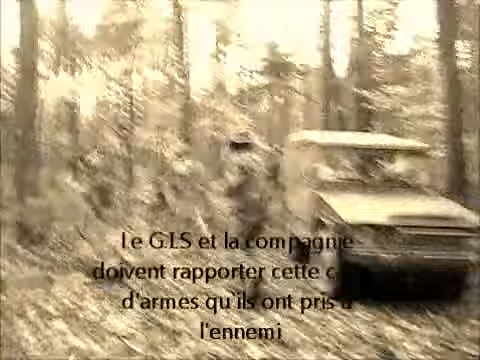 Le G.I.S et la compagnie
doivent rapporter cette
d'armes qu'ils ont pris
l'ennemi